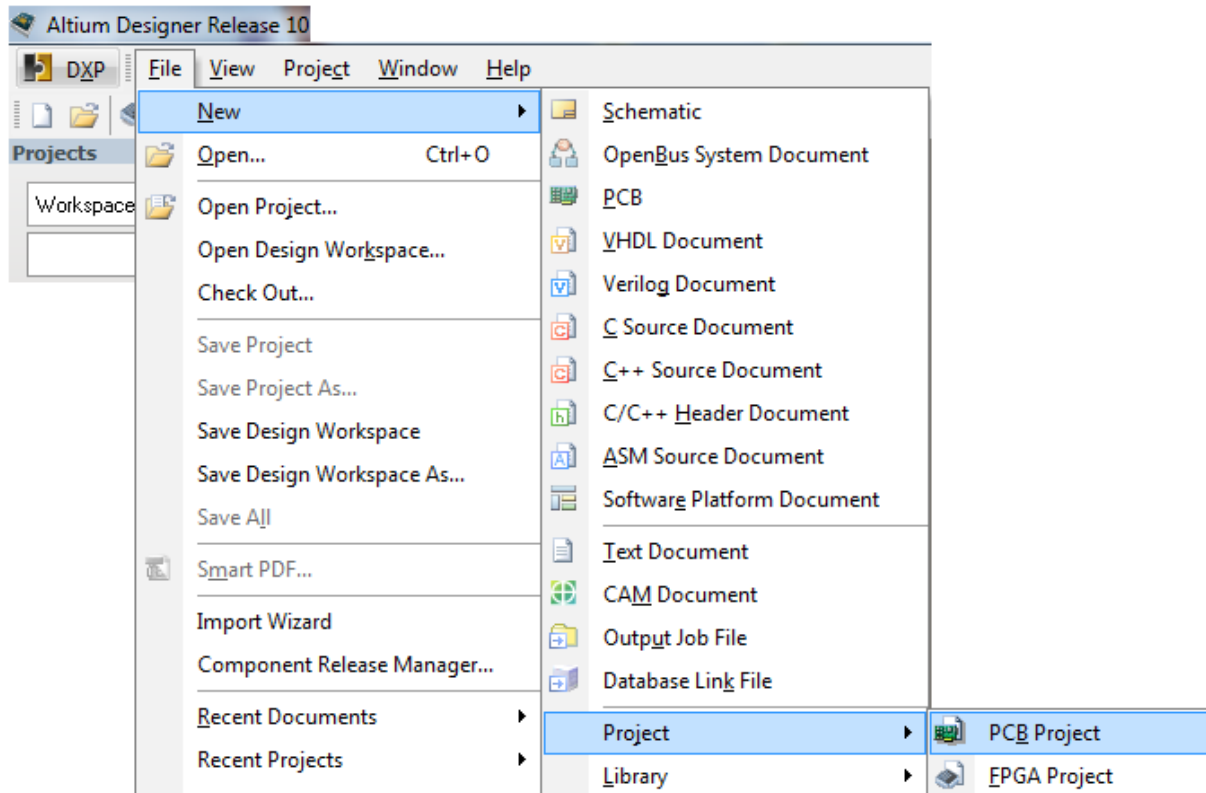 Altium Designer Release 10
DXP File View Project Window Help
Projects
Workspace
New
Open... Ctrl+O
Open Project...
Open Design Workspace...
Check Out...
Save Project
Save Project As...
Save Design Workspace
Save Design Workspace As...
Save All
Smart PDF...
Import Wizard
Component Release Manager...
Recent Documents
Recent Projects
Schematic
OpenBus System Document
PCB
VHDL Document
Verilog Document
C Source Document
C++ Source Document
C/C++ Header Document
ASM Source Document
Software Platform Document
Text Document
CAM Document
Output Job File
Database Link File
Project
Library
PCB Project
FPGA Project